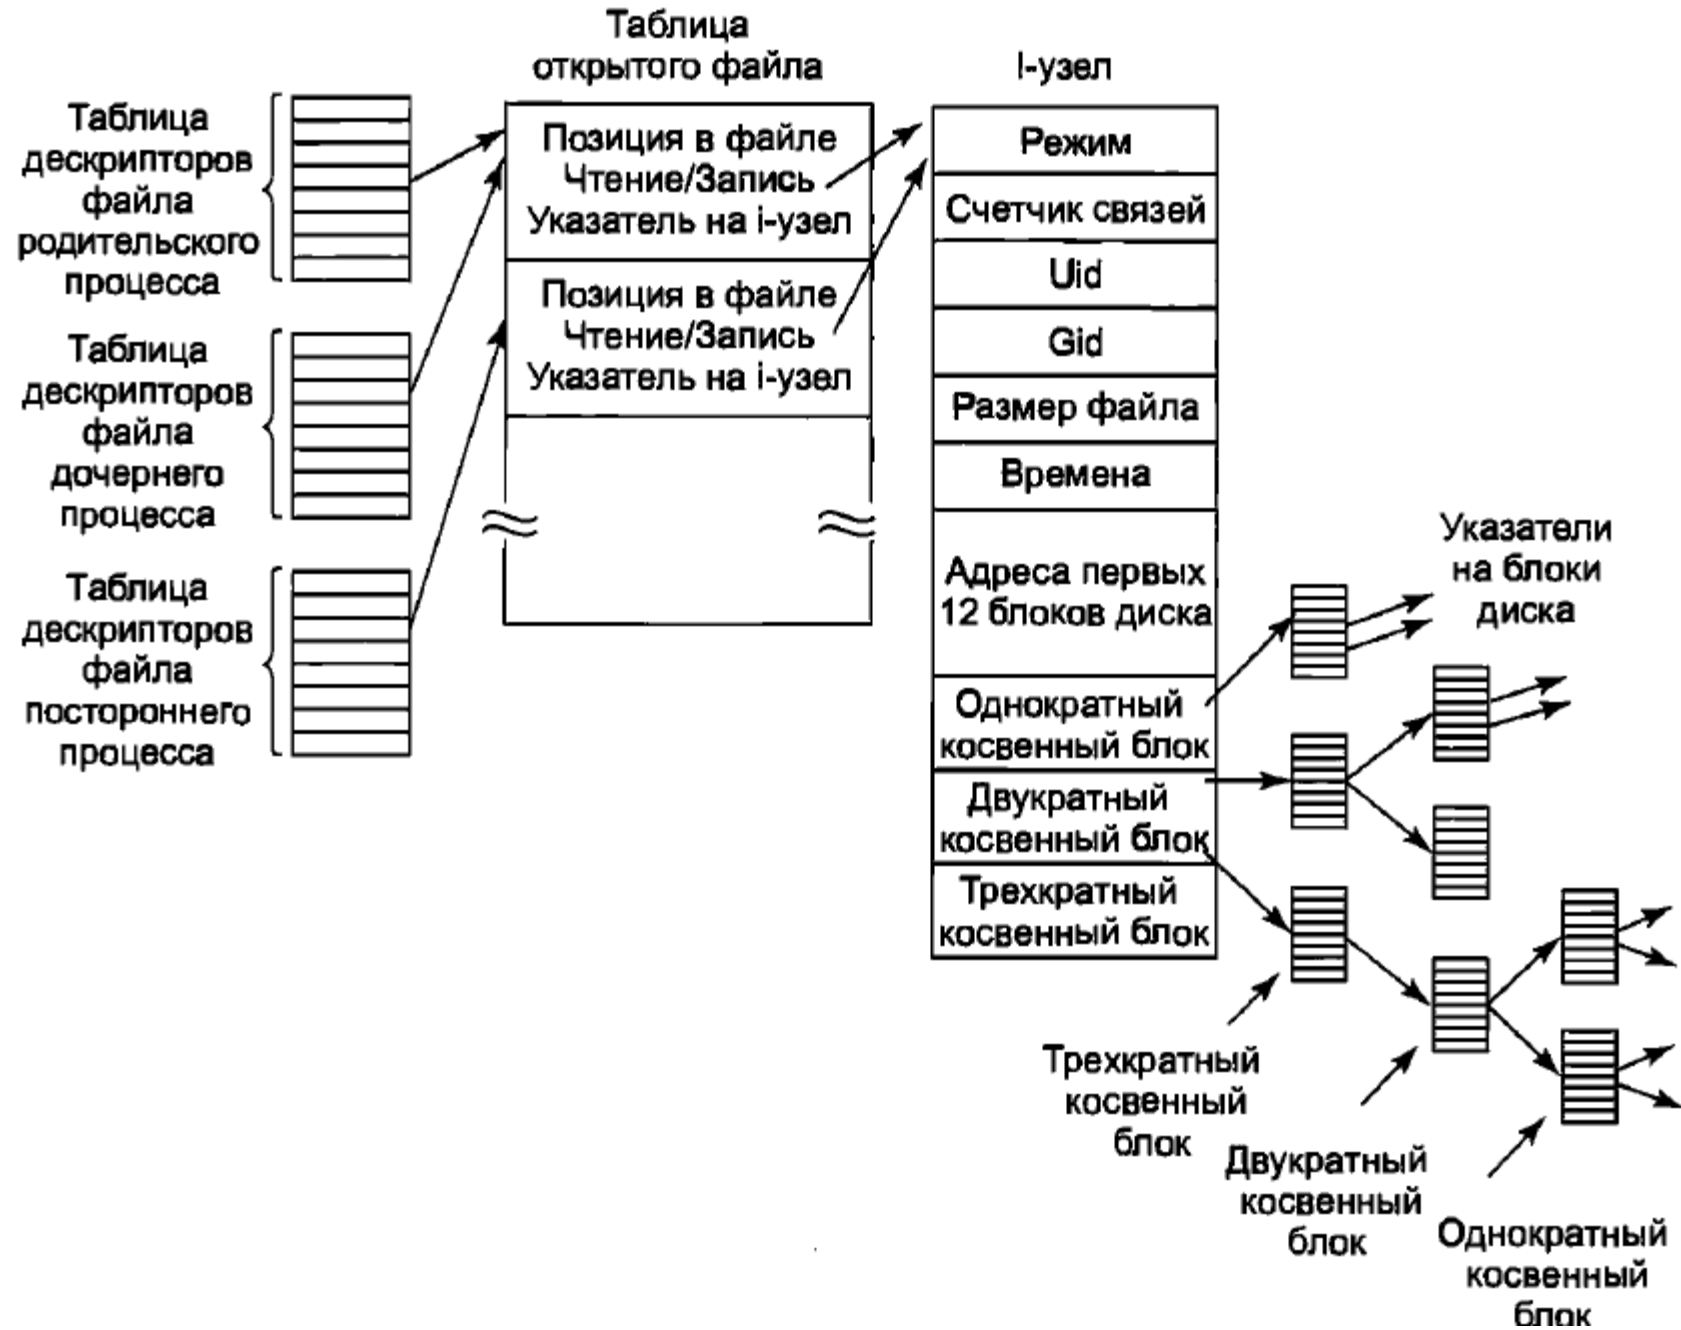 Таблица
открытого файла
I-узел
Таблица
дескрипторов
файла
родительского
процесса
Таблица
дескрипторов
файла
дочернего
процесса
Таблица
дескрипторов
файла
постороннего
процесса
Позиция в файле
Чтение/Запись
Указатель на i-узел
Позиция в файле
Чтение/Запись
Указатель на i-узел
Режим
Счетчик связей
Uid
Gid
Размер файла
Времена
Адреса первых
12 блоков диска
Однократный
косвенный блок
Двукратный
косвенный блок
Трехкратный
косвенный блок
Указатели
на блоки
диска
Трехкратный
косвенный
блок
Двукратный
косвенный
блок
Однократный
косвенный
блок